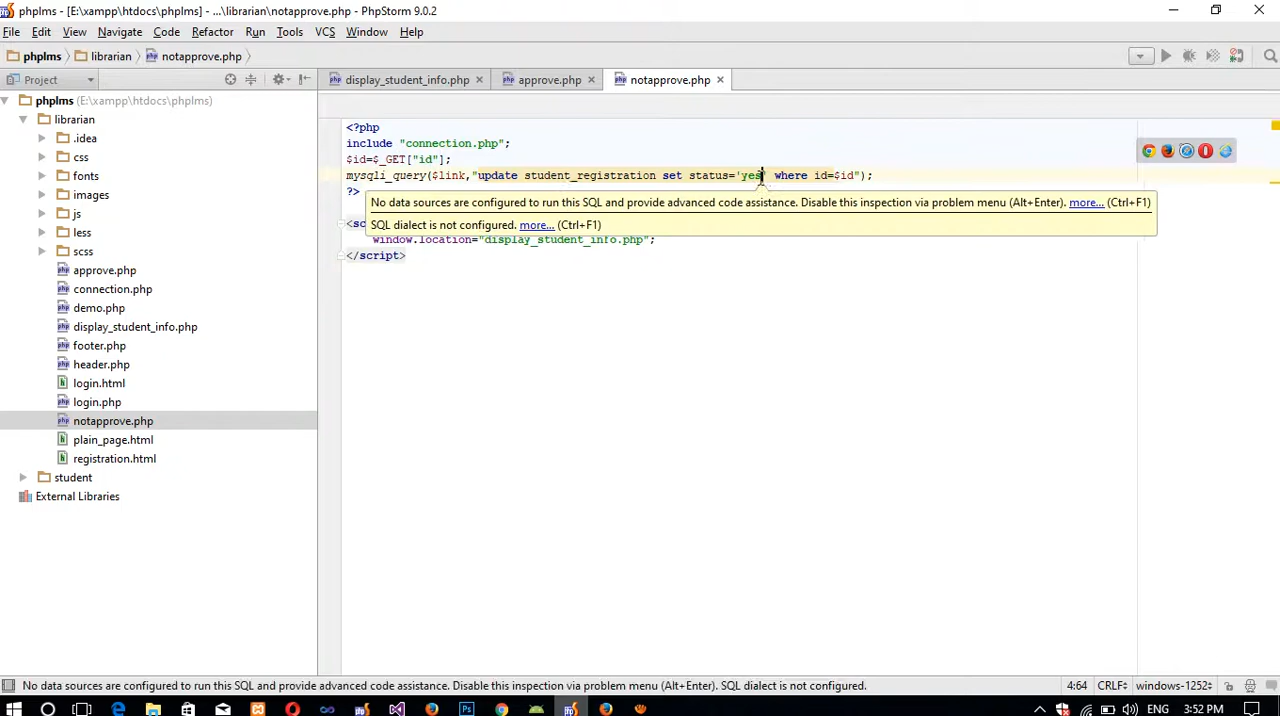 phplms - [E:\xampp\htdocs\phplms] - ...\librarian\notapprove.php - PhpStorm 9.0.2
File Edit View Navigate Code Refactor Run Tools VCS Window Help
phplms librarian notapprove.php
Project
display_student_info.php approve.php notapprove.php
phplms (E:\xampp\htdocs\phplms)
librarian
.idea
css
fonts
images
js
less
scss
approve.php
connection.php
demo.php
display_student_info.php
footer.php
header.php
login.html
login.php
notapprove.php
plain_page.html
registration.html
student
External Libraries
<?php
include "connection.php";
$id=$_GET["id"];
mysqli_query($link,"update student_registration set status='yes' where id=$id");
?>
No data sources are configured to run this SQL and provide advanced code assistance. Disable this inspection via problem menu (Alt+Enter). more... (Ctrl+F1)
<sc
SQL dialect is not configured. more... (Ctrl+F1)
window.location="display_student_info.php";
</script>
No data sources are configured to run this SQL and provide advanced code assistance. Disable this inspection via problem menu (Alt+Enter). SQL dialect is not configured. 4:64 CRLF windows-1252
ENG 3:52 PM